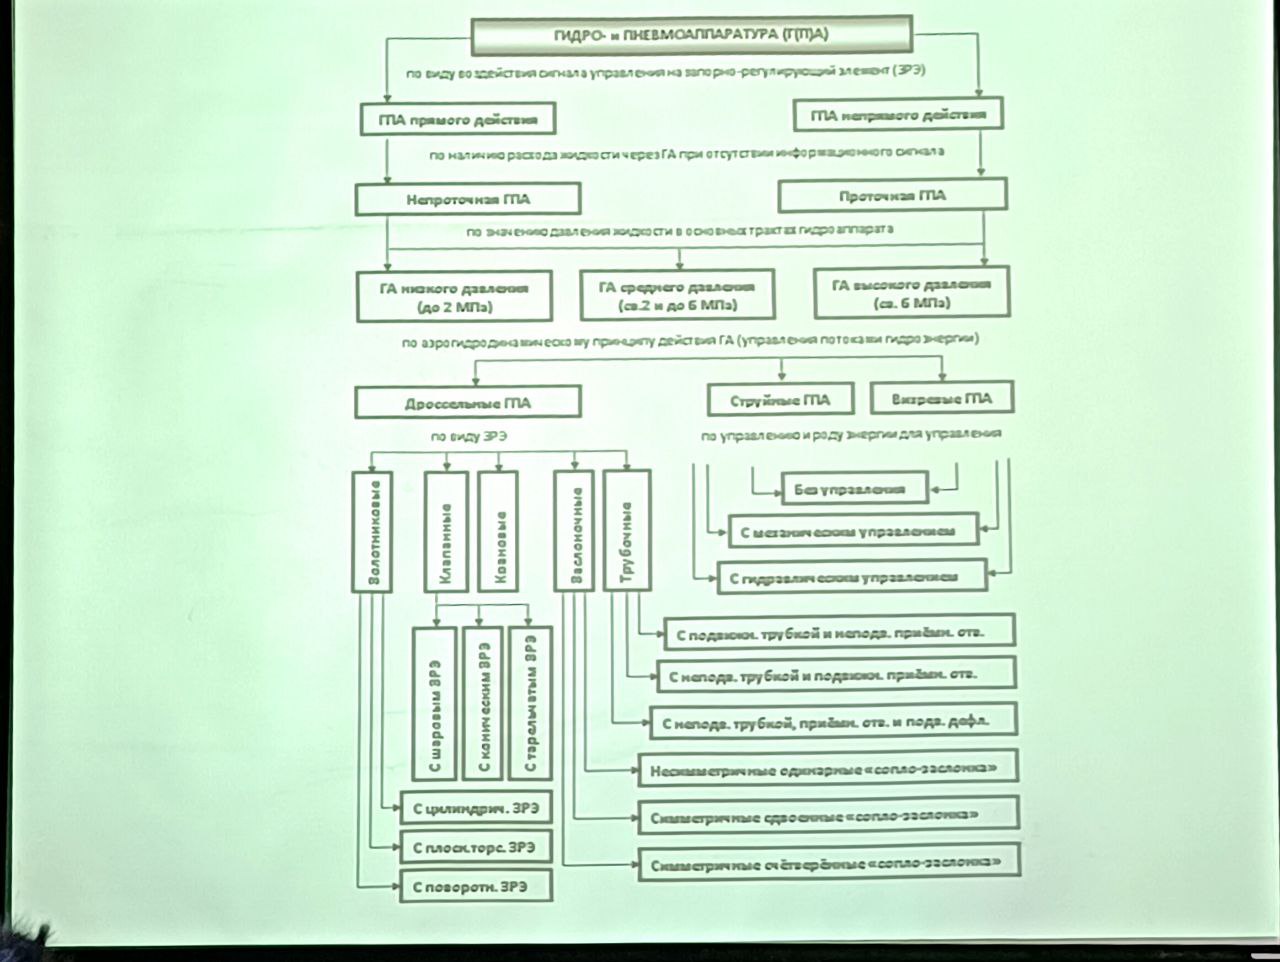 ГИДРО- и ПНЕВМОАППАРАТУРА (Г(П)А)
по виду воздействия сигнала управления на запорно-регулирующий элемент (ЗРЭ)
ГПА прямого действия
ГПА непрямого действия
по наличию расхода жидкости через ГА при отсутствии информационного сигнала
Непроточная ГПА
Проточная ГПА
по значению давления жидкости в основных трактах гидроаппарата
ГА низкого давления
(до 2 МПа)
ГА среднего давления
(св.2 и до 6 МПа)
ГА высокого давления
(св. 6 МПа)
по аэрогидродинамическому принципу действия ГА (управления потоками гидроэнергии)
Дроссельные ГПА
Струйные ГПА
Вихревые ГПА
по виду ЗРЭ
по управлению и роду энергии для управления
Золотниковые
Клапанные
Крановые
Заслоночные
Трубочные
Без управления
С механическим управлением
С гидравлическим управлением
С шаровым ЗРЭ
С коническим ЗРЭ
С тарельчатым ЗРЭ
С подвижн. трубкой и неподв. приёмн. отв.
С неподв. трубкой и подвижн. приёмн. отв.
С неподв. трубкой, приёмн. отв. и подв. дефл.
Несимметричные одинарные «сопло-заслонка»
Симметричные сдвоенные «сопло-заслонка»
Симметричные счётверённые «сопло-заслонка»
С цилиндрич. ЗРЭ
С плоск.торс. ЗРЭ
С поворотн. ЗРЭ